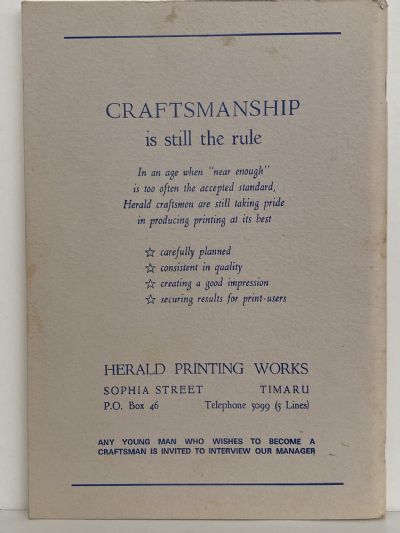 CRAFTSMANSHIP
is still the rule
In an age when "near enough"
is too often the accepted standard,
Herald craftsmen are still taking pride
in producing printing at its best
☆ carefully planned
☆ consistent in quality
☆ creating a good impression
☆ securing results for print-users
HERALD PRINTING WORKS
SOPHIA STREET TIMARU
P.O. Box 46 Telephone 5099 (5 Lines)
ANY YOUNG MAN WHO WISHES TO BECOME A
CRAFTSMAN IS INVITED TO INTERVIEW OUR MANAGER